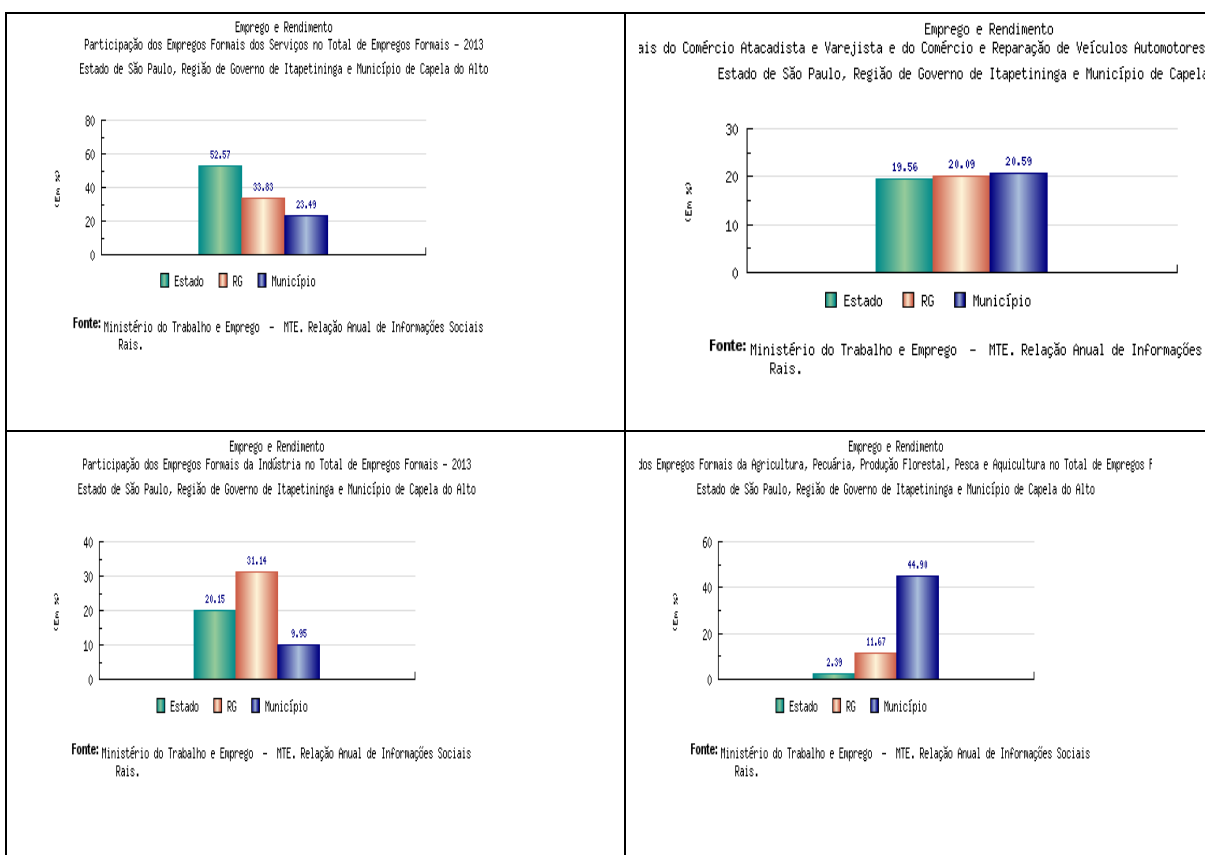 Emprego e Rendimento
Participação dos Empregos Formais dos Serviços no Total de Empregos Formais - 2013
Estado de São Paulo, Região de Governo de Itapetininga e Município de Capela do Alto
80
60
40
20
0
(Em %)
52.57
33.83
23.49
Estado RG Município
Fonte: Ministério do Trabalho e Emprego - MTE. Relação Anual de Informações Sociais
Rais.
Emprego e Rendimento
ais do Comércio Atacadista e Varejista e do Comércio e Reparação de Veículos Automotores
Estado de São Paulo, Região de Governo de Itapetininga e Município de Capela
30
20
10
0
(Em %)
19.56
20.09
20.59
Estado RG Município
Fonte: Ministério do Trabalho e Emprego - MTE. Relação Anual de Informações
Rais.
Emprego e Rendimento
Participação dos Empregos Formais da Indústria no Total de Empregos Formais - 2013
Estado de São Paulo, Região de Governo de Itapetininga e Município de Capela do Alto
40
30
20
10
0
(Em %)
20.15
31.14
9.95
Estado RG Município
Fonte: Ministério do Trabalho e Emprego - MTE. Relação Anual de Informações Sociais
Rais.
Emprego e Rendimento
dos Empregos Formais da Agricultura, Pecuária, Produção Florestal, Pesca e Aquicultura no Total de Empregos F
Estado de São Paulo, Região de Governo de Itapetininga e Município de Capela do Alto
60
40
20
0
(Em %)
2.39
11.67
44.90
Estado RG Município
Fonte: Ministério do Trabalho e Emprego - MTE. Relação Anual de Informações Sociais
Rais.